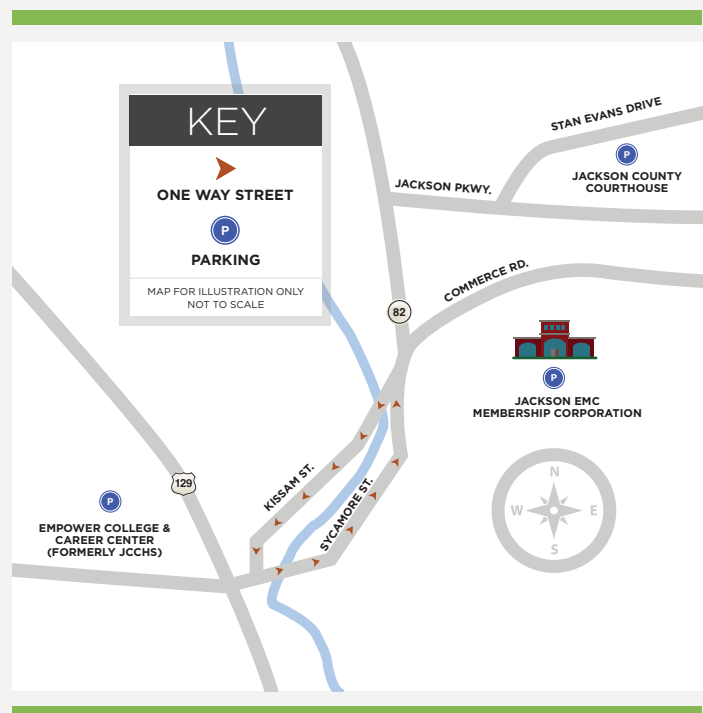 KEY
ONE WAY STREET
P
PARKING
MAP FOR ILLUSTRATION ONLY
NOT TO SCALE
STAN EVANS DRIVE
P
JACKSON COUNTY
COURTHOUSE
JACKSON PKWY.
COMMERCE RD.
82
P
JACKSON EMC
MEMBERSHIP CORPORATION
129
KISSAM ST.
SYCAMORE ST.
P
EMPOWER COLLEGE &
CAREER CENTER
(FORMERLY JCCHS)
N
W E
S